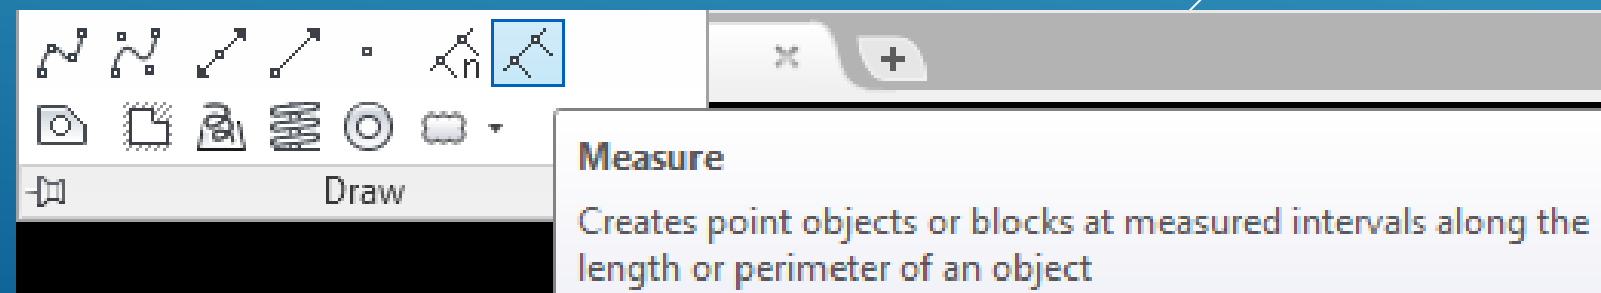 n
Draw
Measure
Creates point objects or blocks at measured intervals along the
length or perimeter of an object